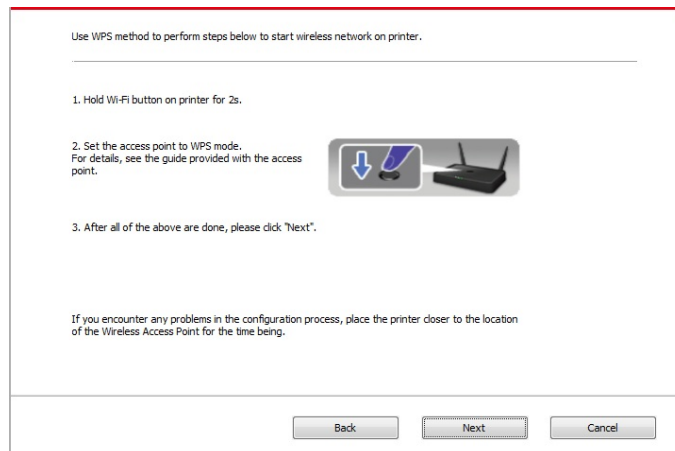 Use WPS method to perform steps below to start wireless network on printer.
1. Hold Wi-Fi button on printer for 2s.
2. Set the access point to WPS mode.
For details, see the guide provided with the access
point.
3. After all of the above are done, please click "Next".
If you encounter any problems in the configuration process, place the printer closer to the location
of the Wireless Access Point for the time being.
Back Next Cancel